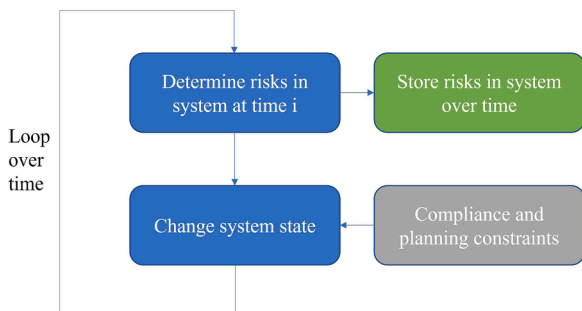 Determine risks in
system at time i
Store risks in system
over time
Loop
over
time
Change system state
Compliance and
planning constraints